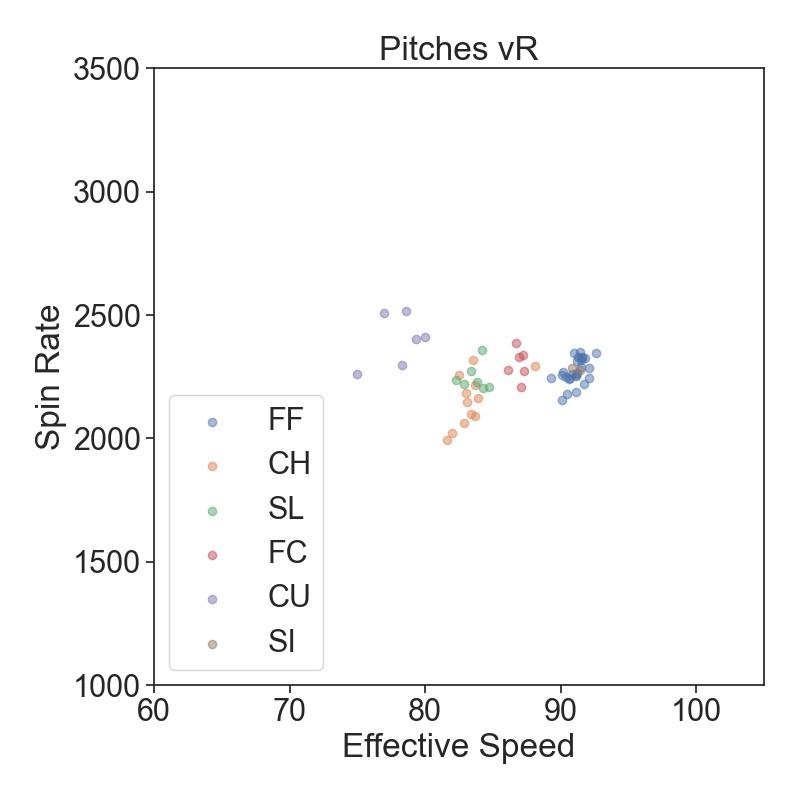 Pitches vR
3500
3000
2500
2000
1500
1000
Spin Rate
FF
CH
SL
FC
CU
SI
60 70 80 90 100
Effective Speed